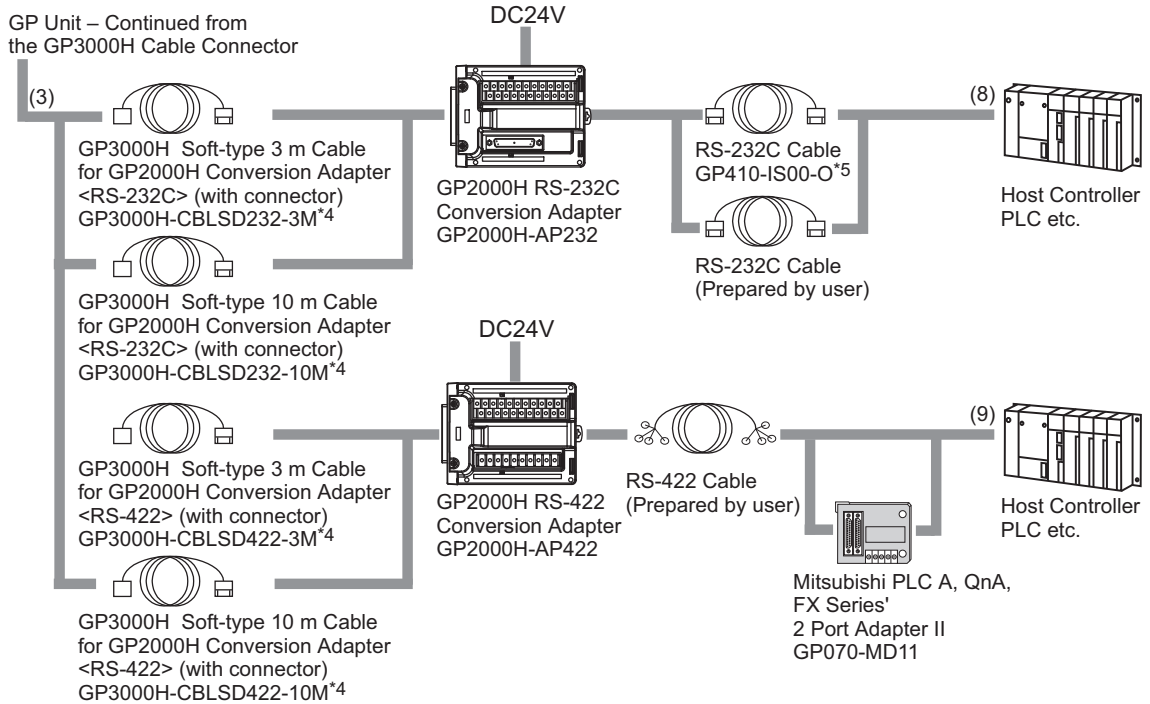 GP Unit – Continued from
the GP3000H Cable Connector
(3)
DC24V
GP3000H Soft-type 3 m Cable
for GP2000H Conversion Adapter
<RS-232C> (with connector)
GP3000H-CBLSD232-3M*4
GP2000H RS-232C
Conversion Adapter
GP2000H-AP232
RS-232C Cable
GP410-IS00-O*5
(8)
Host Controller
PLC etc.
RS-232C Cable
(Prepared by user)
GP3000H Soft-type 10 m Cable
for GP2000H Conversion Adapter
<RS-232C> (with connector)
GP3000H-CBLSD232-10M*4
DC24V
GP3000H Soft-type 3 m Cable
for GP2000H Conversion Adapter
<RS-422> (with connector)
GP3000H-CBLSD422-3M*4
GP2000H RS-422
Conversion Adapter
GP2000H-AP422
RS-422 Cable
(Prepared by user)
(9)
Host Controller
PLC etc.
Mitsubishi PLC A, QnA,
FX Series'
2 Port Adapter II
GP070-MD11
GP3000H Soft-type 10 m Cable
for GP2000H Conversion Adapter
<RS-422> (with connector)
GP3000H-CBLSD422-10M*4